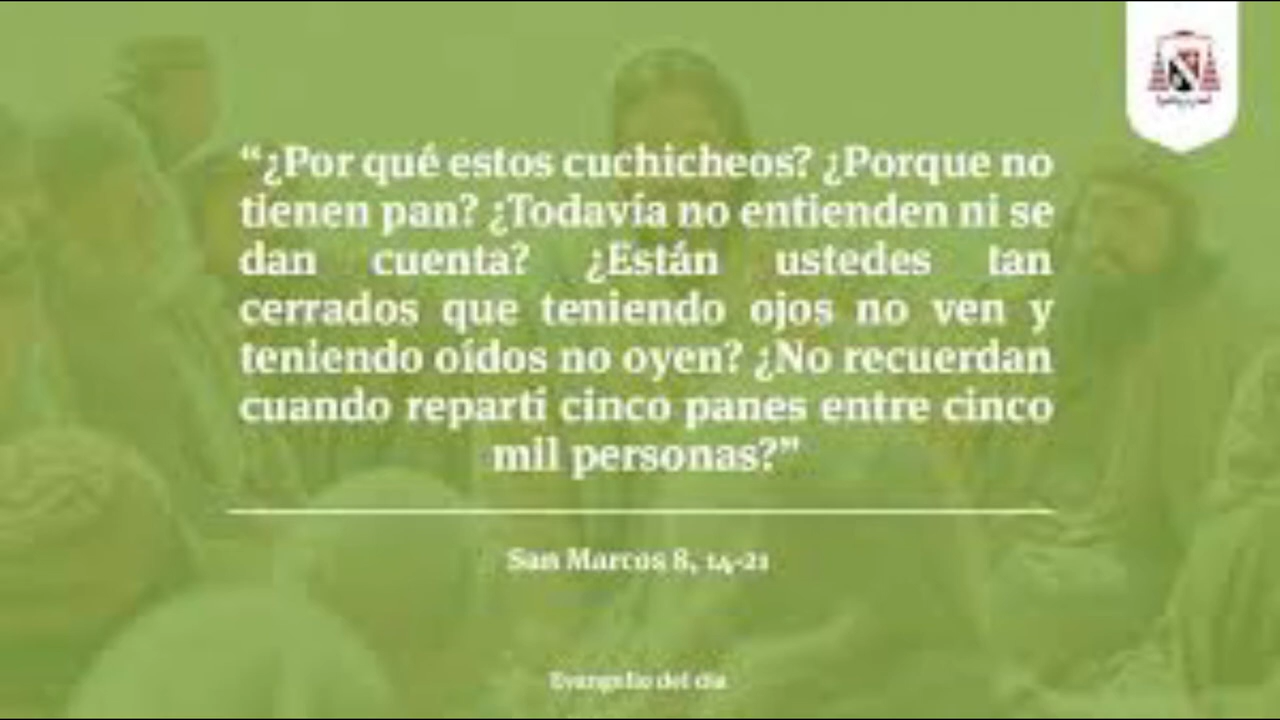 “¿Por qué estos cuchicheos? ¿Porque no
tienen pan? ¿Todavía no entienden ni se
dan cuenta? ¿Están ustedes tan
cerrados que teniendo ojos no ven y
teniendo oídos no oyen? ¿No recuerdan
cuando repartí cinco panes entre cinco
mil personas?”
San Marcos 8, 14-21
Evangelio del día